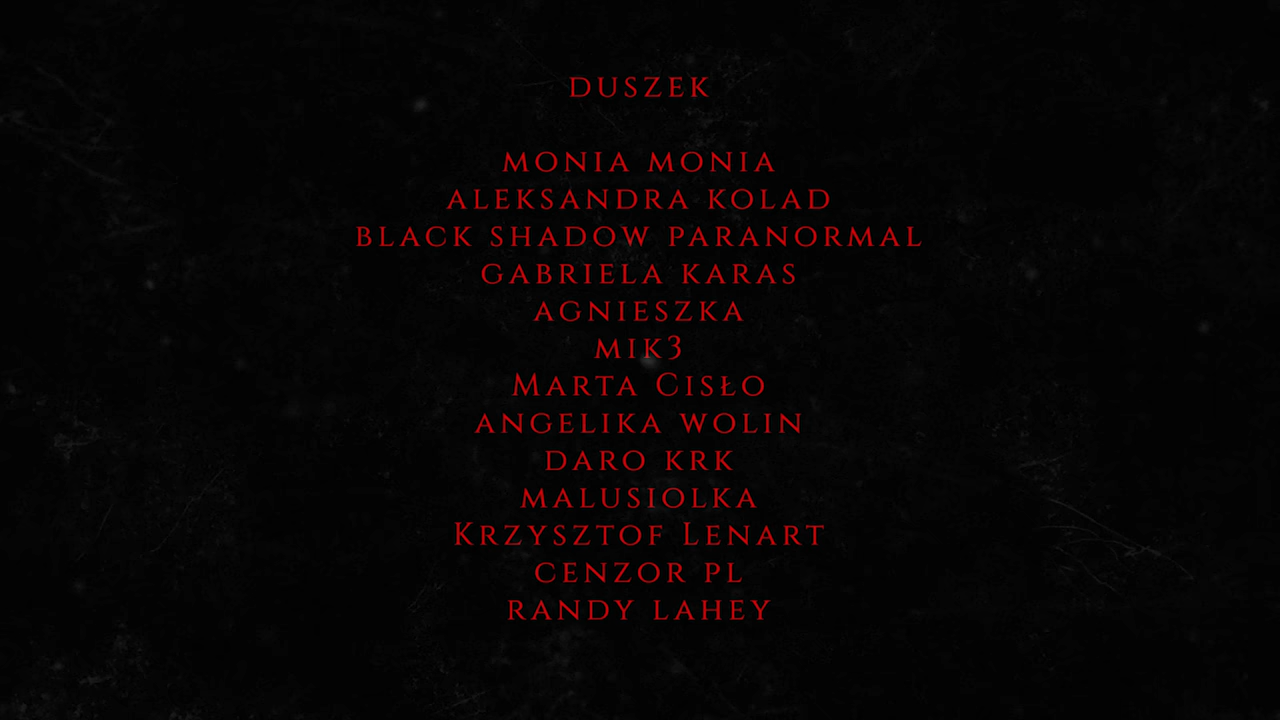 DUSZEK
MONIA MONIA
ALEKSANDRA KOLAD
BLACK SHADOW PARANORMAL
GABRIELA KARAS
AGNIESZKA
MIK3
MARTA CISŁO
ANGELIKA WOLIN
DARO KRK
MALUSIOLKA
KRZYSZTOF LENART
CENZOR PL
RANDY LAHEY